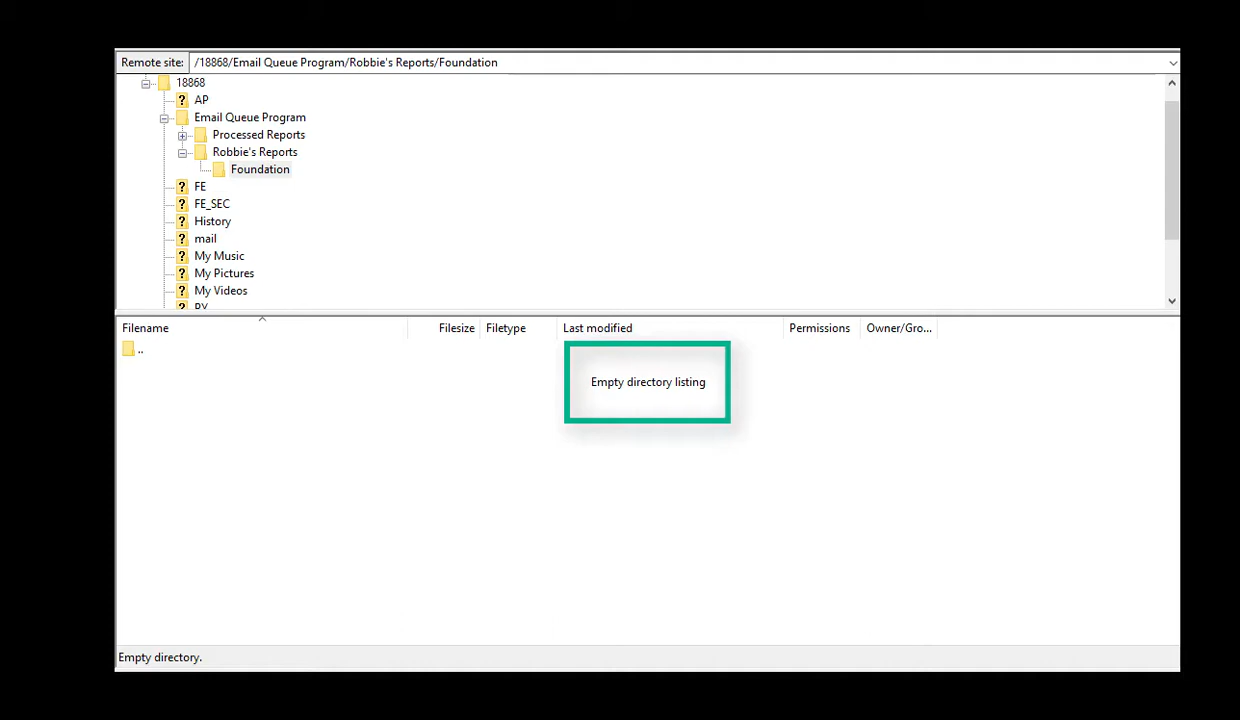 Remote site: /18868/Email Queue Program/Robbie's Reports/Foundation
18868
? AP
Email Queue Program
Processed Reports
Robbie's Reports
Foundation
? FE
? FE_SEC
? History
? mail
? My Music
? My Pictures
? My Videos
Filename Filesize Filetype Last modified Permissions Owner/Gro...
..
Empty directory listing
Empty directory.